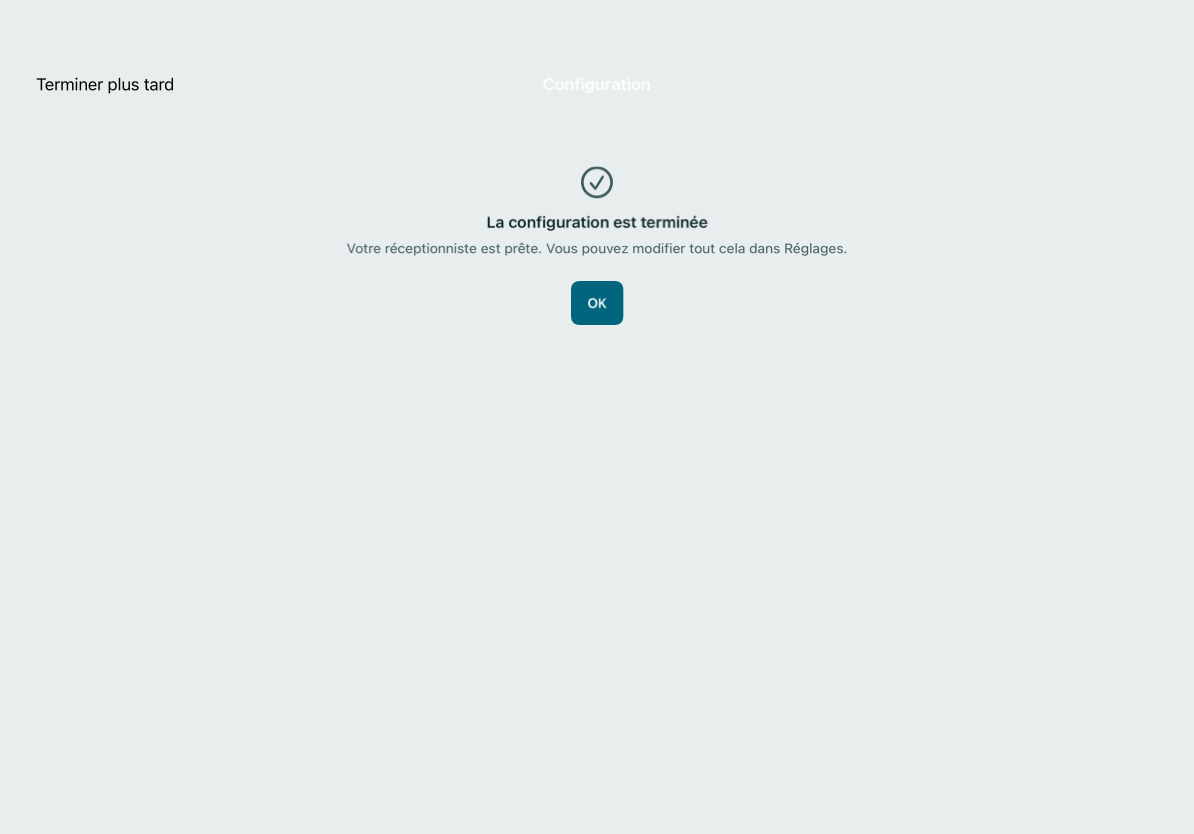 Terminer plus tard
Configuration
La configuration est terminée
Votre réceptionniste est prête. Vous pouvez modifier tout cela dans Réglages.
OK